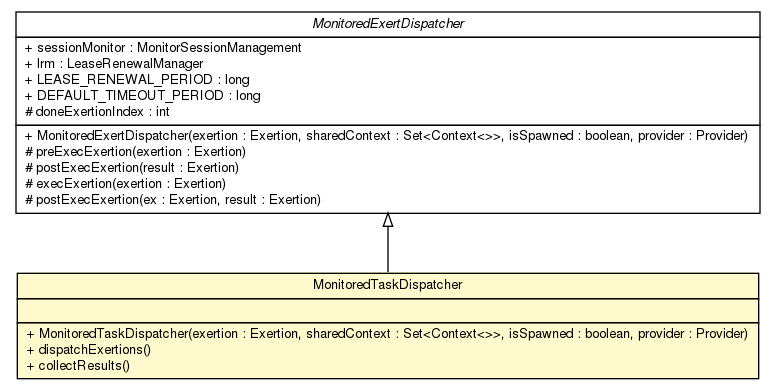 MonitoredExertDispatcher
+ sessionMonitor : MonitorSessionManagement
+ lrm : LeaseRenewalManager
+ LEASE_RENEWAL_PERIOD : long
+ DEFAULT_TIMEOUT_PERIOD : long
# doneExertionIndex : int
+ MonitoredExertDispatcher(exertion : Exertion, sharedContext : Set<Context<>>, isSpawned : boolean, provider : Provider)
# preExecExertion(exertion : Exertion)
# postExecExertion(result : Exertion)
# execExertion(exertion : Exertion)
# postExecExertion(ex : Exertion, result : Exertion)
MonitoredTaskDispatcher
+ MonitoredTaskDispatcher(exertion : Exertion, sharedContext : Set<Context<>>, isSpawned : boolean, provider : Provider)
+ dispatchExertions()
+ collectResults()